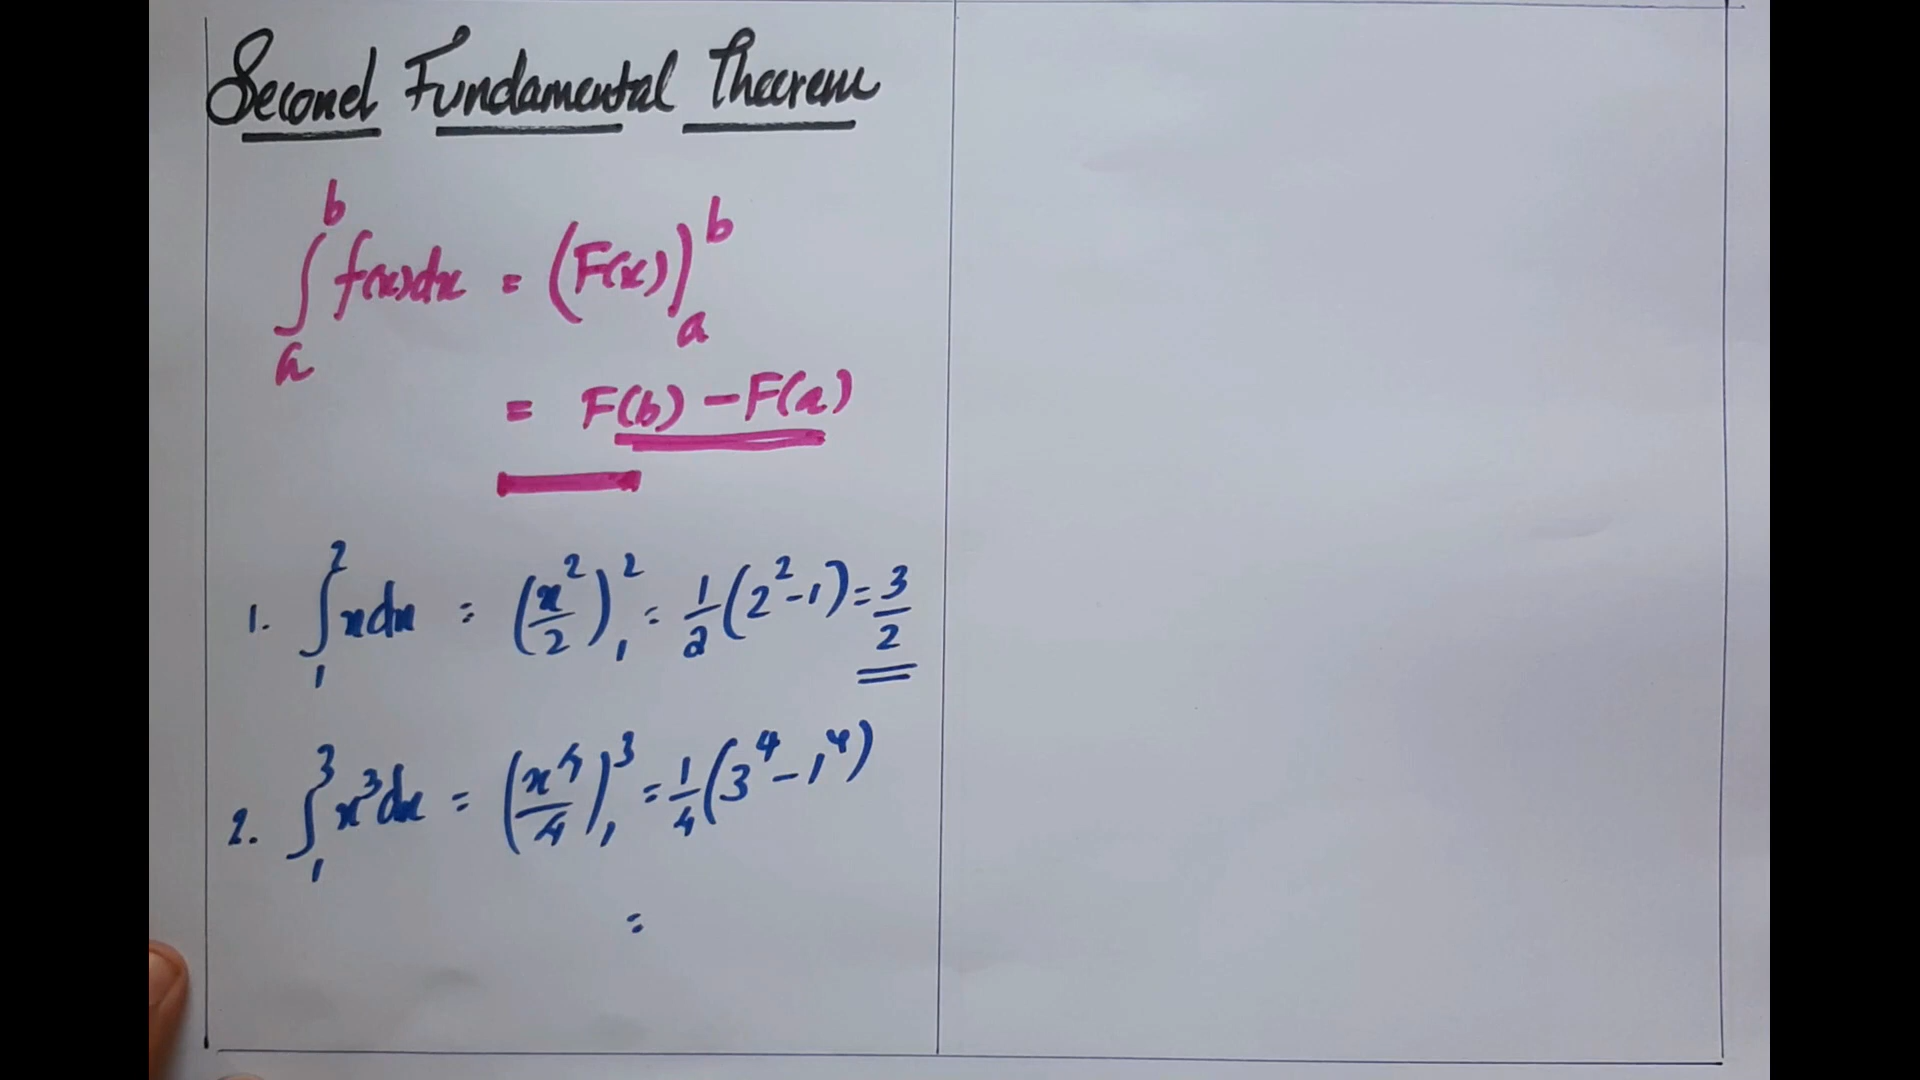 Second Fundamental Theorem
∫ₐᵇ f(x)dx = (F(x))ₐᵇ
= F(b) - F(a)
1. ∫₁² x dx = (x²/2)₁² = 1/2 (2² - 1) = 3/2
2. ∫₁³ x³ dx = (x⁴/4)₁³ = 1/4 (3⁴ - 1⁴)
=